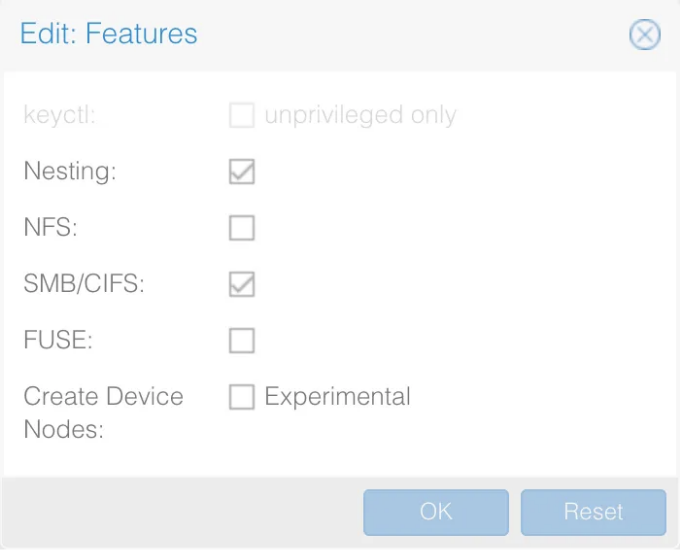 Edit: Features
keyctl: unprivileged only
Nesting:
NFS:
SMB/CIFS:
FUSE:
Create Device Experimental
Nodes:
OK Reset